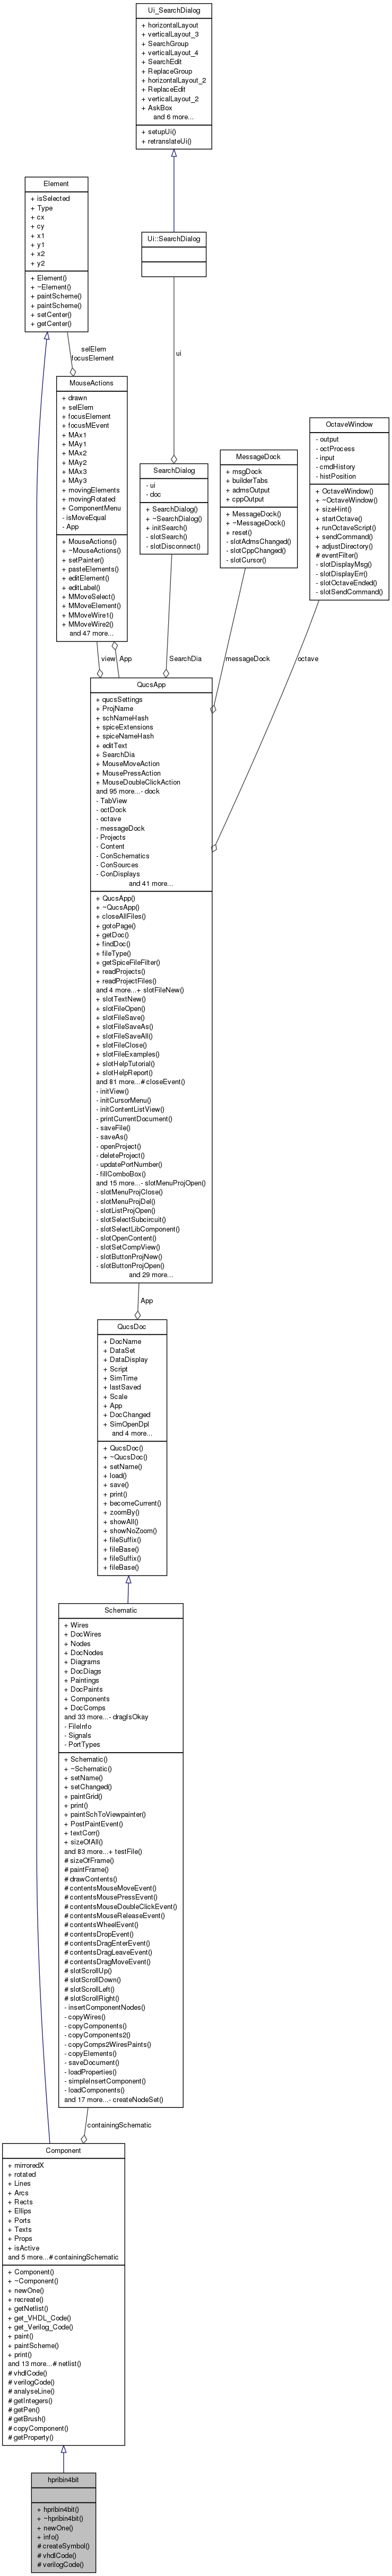 Ui_SearchDialog
+ horizontalLayout
+ verticalLayout_3
+ SearchGroup
+ verticalLayout_4
+ SearchEdit
+ ReplaceGroup
+ horizontalLayout_2
+ ReplaceEdit
+ verticalLayout_2
+ AskBox
and 6 more...
+ setupUi()
+ retranslateUi()
Element
+ isSelected
+ Type
+ cx
+ cy
+ x1
+ y1
+ x2
+ y2
+ Element()
+ ~Element()
+ paintScheme()
+ paintScheme()
+ setCenter()
+ getCenter()
Ui::SearchDialog
selElem
focusElement
ui
MouseActions
+ drawn
+ selElem
+ focusElement
+ focusMEvent
+ MAx1
+ MAy1
+ MAx2
+ MAy2
+ MAx3
+ MAy3
+ movingElements
+ movingRotated
+ ComponentMenu
- isMoveEqual
- App
+ MouseActions()
+ ~MouseActions()
+ setPainter()
+ pasteElements()
+ editElement()
+ editLabel()
+ MMoveSelect()
+ MMoveElement()
+ MMoveWire1()
+ MMoveWire2()
and 47 more...
SearchDialog
- ui
- doc
+ SearchDialog()
+ ~SearchDialog()
+ initSearch()
- slotSearch()
- slotDisconnect()
MessageDock
+ msgDock
+ builderTabs
+ admsOutput
+ cppOutput
+ MessageDock()
+ ~MessageDock()
+ reset()
- slotAdmsChanged()
- slotCppChanged()
- slotCursor()
OctaveWindow
- output
- octProcess
- input
- cmdHistory
- histPosition
+ OctaveWindow()
+ ~OctaveWindow()
+ sizeHint()
+ startOctave()
+ runOctaveScript()
+ sendCommand()
+ adjustDirectory()
# eventFilter()
- slotDisplayMsg()
- slotDisplayErr()
- slotOctaveEnded()
- slotSendCommand()
view
App
SearchDia
messageDock
octave
QucsApp
+ qucsSettings
+ ProjName
+ schNameHash
+ spiceExtensions
+ spiceNameHash
+ editText
+ SearchDia
+ MouseMoveAction
+ MousePressAction
+ MouseDoubleClickAction
and 95 more...- dock
- TabView
- octDock
- octave
- messageDock
- Projects
- Content
- ConSchematics
- ConSources
- ConDisplays
and 41 more...
+ QucsApp()
+ ~QucsApp()
+ closeAllFiles()
+ gotoPage()
+ getDoc()
+ findDoc()
+ fileType()
+ getSpiceFileFilter()
+ readProjects()
+ readProjectFiles()
and 4 more...+ slotFileNew()
+ slotTextNew()
+ slotFileOpen()
+ slotFileSave()
+ slotFileSaveAs()
+ slotFileSaveAll()
+ slotFileClose()
+ slotFileExamples()
+ slotHelpTutorial()
+ slotHelpReport()
and 81 more...# closeEvent()
- initView()
- initCursorMenu()
- initContentListView()
- printCurrentDocument()
- saveFile()
- saveAs()
- openProject()
- deleteProject()
- updatePortNumber()
- fillComboBox()
and 15 more...- slotMenuProjOpen()
- slotMenuProjClose()
- slotMenuProjDel()
- slotListProjOpen()
- slotSelectSubcircuit()
- slotSelectLibComponent()
- slotOpenContent()
- slotSetCompView()
- slotButtonProjNew()
- slotButtonProjOpen()
and 29 more...
App
QucsDoc
+ DocName
+ DataSet
+ DataDisplay
+ Script
+ SimTime
+ lastSaved
+ Scale
+ App
+ DocChanged
+ SimOpenDpl
and 4 more...
+ QucsDoc()
+ ~QucsDoc()
+ setName()
+ load()
+ save()
+ print()
+ becomeCurrent()
+ zoomBy()
+ showAll()
+ showNoZoom()
+ fileSuffix()
+ fileBase()
+ fileSuffix()
+ fileBase()
Schematic
+ Wires
+ DocWires
+ Nodes
+ DocNodes
+ Diagrams
+ DocDiags
+ Paintings
+ DocPaints
+ Components
+ DocComps
and 33 more...- dragIsOkay
- FileInfo
- Signals
- PortTypes
+ Schematic()
+ ~Schematic()
+ setName()
+ setChanged()
+ paintGrid()
+ print()
+ paintSchToViewpainter()
+ PostPaintEvent()
+ textCorr()
+ sizeOfAll()
and 83 more...+ testFile()
# sizeOfFrame()
# paintFrame()
# drawContents()
# contentsMouseMoveEvent()
# contentsMousePressEvent()
# contentsMouseDoubleClickEvent()
# contentsMouseReleaseEvent()
# contentsWheelEvent()
# contentsDropEvent()
# contentsDragEnterEvent()
# contentsDragLeaveEvent()
# contentsDragMoveEvent()
# slotScrollUp()
# slotScrollDown()
# slotScrollLeft()
# slotScrollRight()
- insertComponentNodes()
- copyWires()
- copyComponents()
- copyComponents2()
- copyComps2WiresPaints()
- copyElements()
- saveDocument()
- loadProperties()
- simpleInsertComponent()
- loadComponents()
and 17 more...- createNodeSet()
containingSchematic
Component
+ mirroredX
+ rotated
+ Lines
+ Arcs
+ Rects
+ Ellips
+ Ports
+ Texts
+ Props
+ isActive
and 5 more...# containingSchematic
+ Component()
+ ~Component()
+ newOne()
+ recreate()
+ getNetlist()
+ get_VHDL_Code()
+ get_Verilog_Code()
+ paint()
+ paintScheme()
+ print()
and 13 more...# netlist()
# vhdlCode()
# verilogCode()
# analyseLine()
# getIntegers()
# getPen()
# getBrush()
# copyComponent()
# getProperty()
hpribin4bit
+ hpribin4bit()
+ ~hpribin4bit()
+ newOne()
+ info()
# createSymbol()
# vhdlCode()
# verilogCode()